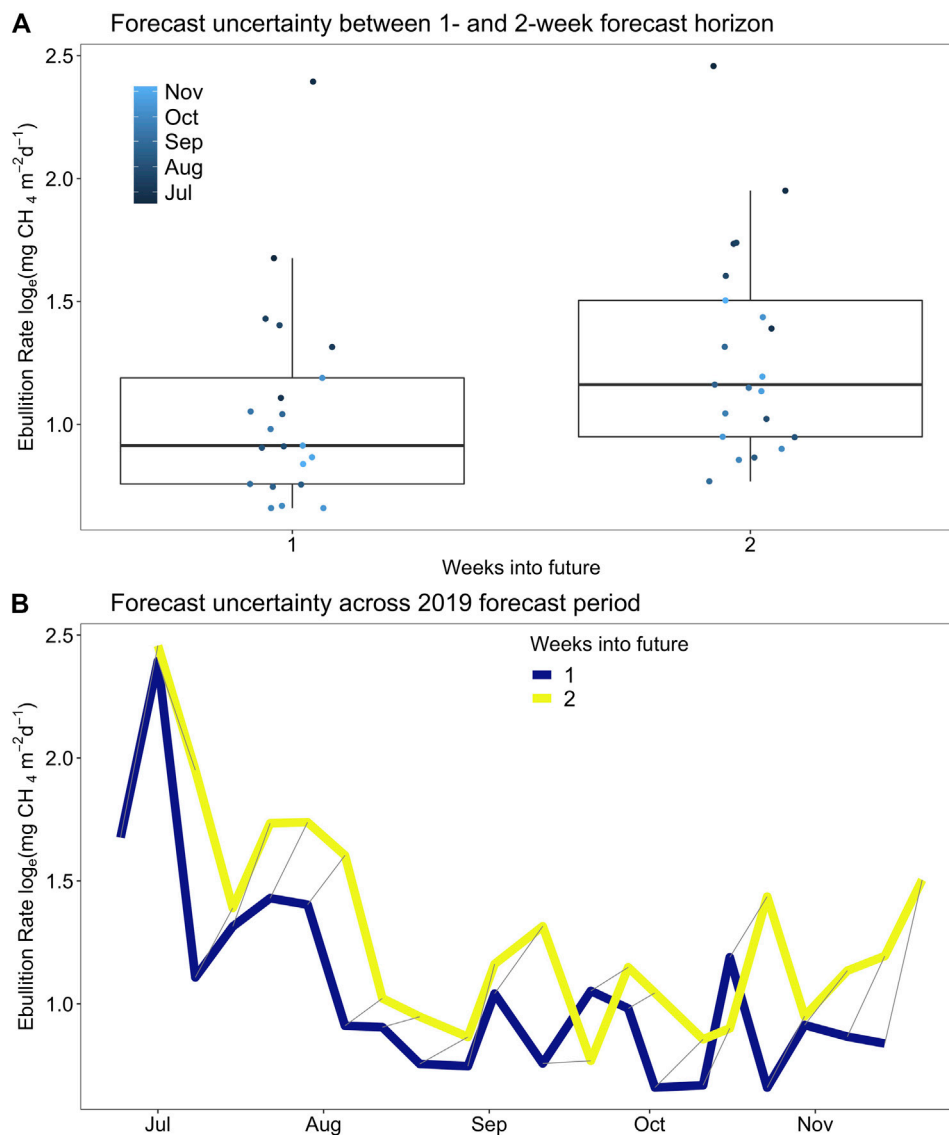 A Forecast uncertainty between 1- and 2-week forecast horizon
Ebullition Rate logₑ(mg CH ₄ m⁻²d⁻¹)
2.5
2.0
1.5
1.0
Nov
Oct
Sep
Aug
Jul
1 2
Weeks into future
B Forecast uncertainty across 2019 forecast period
Ebullition Rate logₑ(mg CH ₄ m⁻²d⁻¹)
2.5
2.0
1.5
1.0
Weeks into future
1
2
Jul Aug Sep Oct Nov